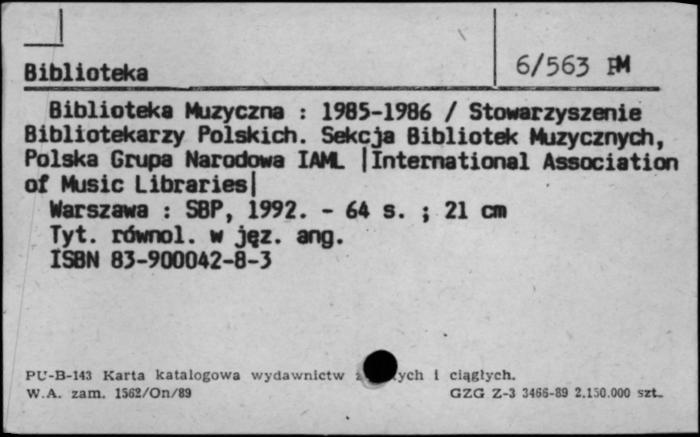 Biblioteka
6/563 PM
Biblioteka Muzyczna : 1985-1986 / Stowarzyszenie
Bibliotekarzy Polskich. Sekcja Bibliotek Muzycznych,
Polska Grupa Narodowa IAML |International Association
of Music Libraries|
Warszawa : SBP, 1992. - 64 s. ; 21 cm
Tyt. równol. w jęz. ang.
ISBN 83-900042-8-3
PU-B-143 Karta katalogowa wydawnictw i ciągłych.
W.A. zam. 1562/On/89 GZG Z-3 3466-89 2.150.000 szt.